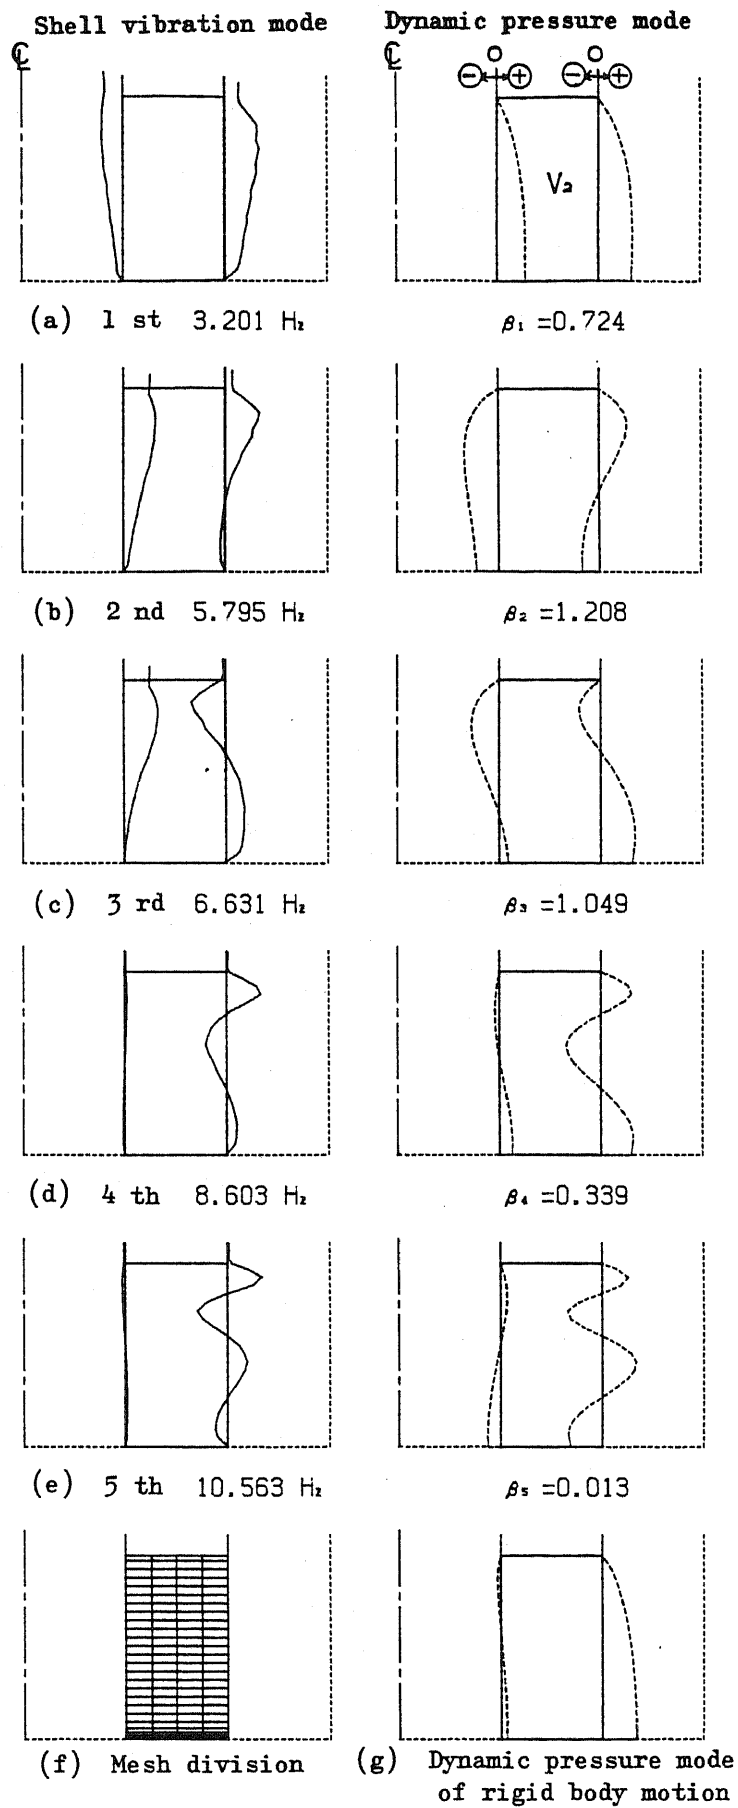 Shell vibration mode Dynamic pressure mode
℄ ℄ O O
⊖ ⊕ ⊖ ⊕
V₂
(a) 1 st 3.201 Hz β₁ =0.724
(b) 2 nd 5.795 Hz β₂ =1.208
(c) 3 rd 6.631 Hz β₃ =1.049
(d) 4 th 8.603 Hz β₄ =0.339
(e) 5 th 10.563 Hz β₅ =0.013
(f) Mesh division (g) Dynamic pressure mode
of rigid body motion